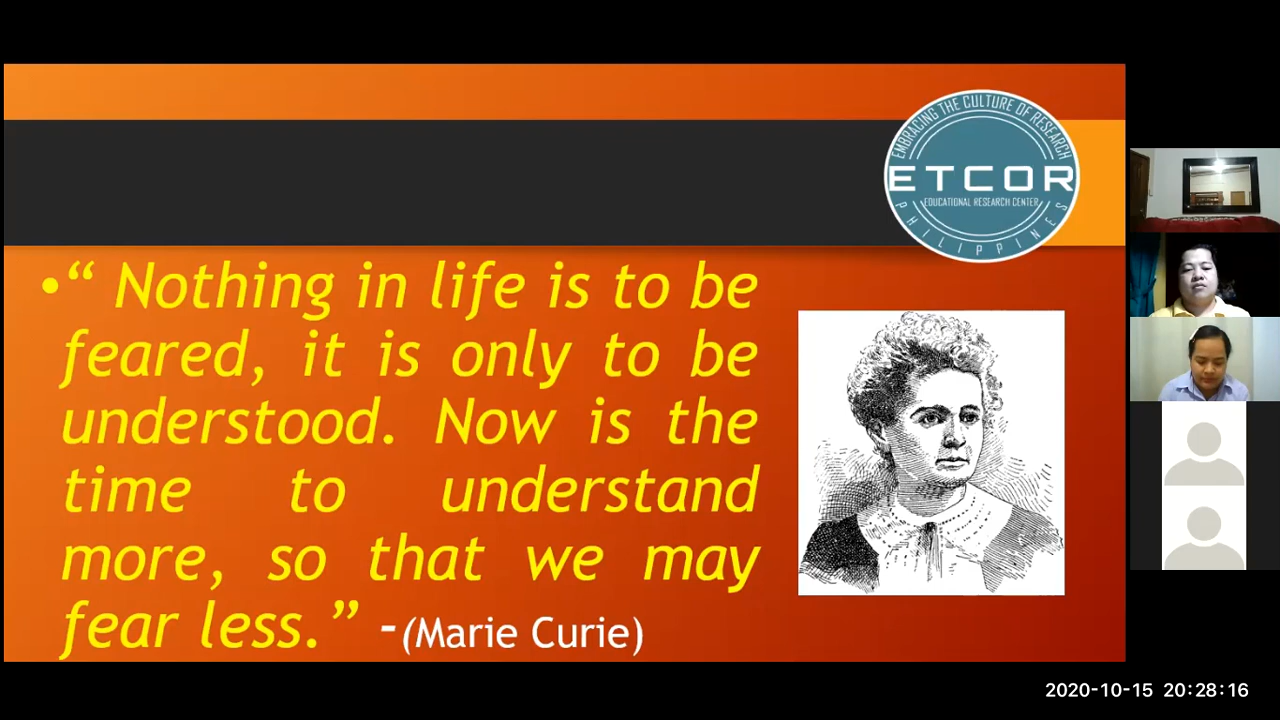 EMBRACING THE CULTURE OF RESEARCH
ETCOR
EDUCATIONAL RESEARCH CENTER
PHILIPPINES
•“ Nothing in life is to be
feared, it is only to be
understood. Now is the
time to understand
more, so that we may
fear less.” -(Marie Curie)
2020-10-15 20:28:16